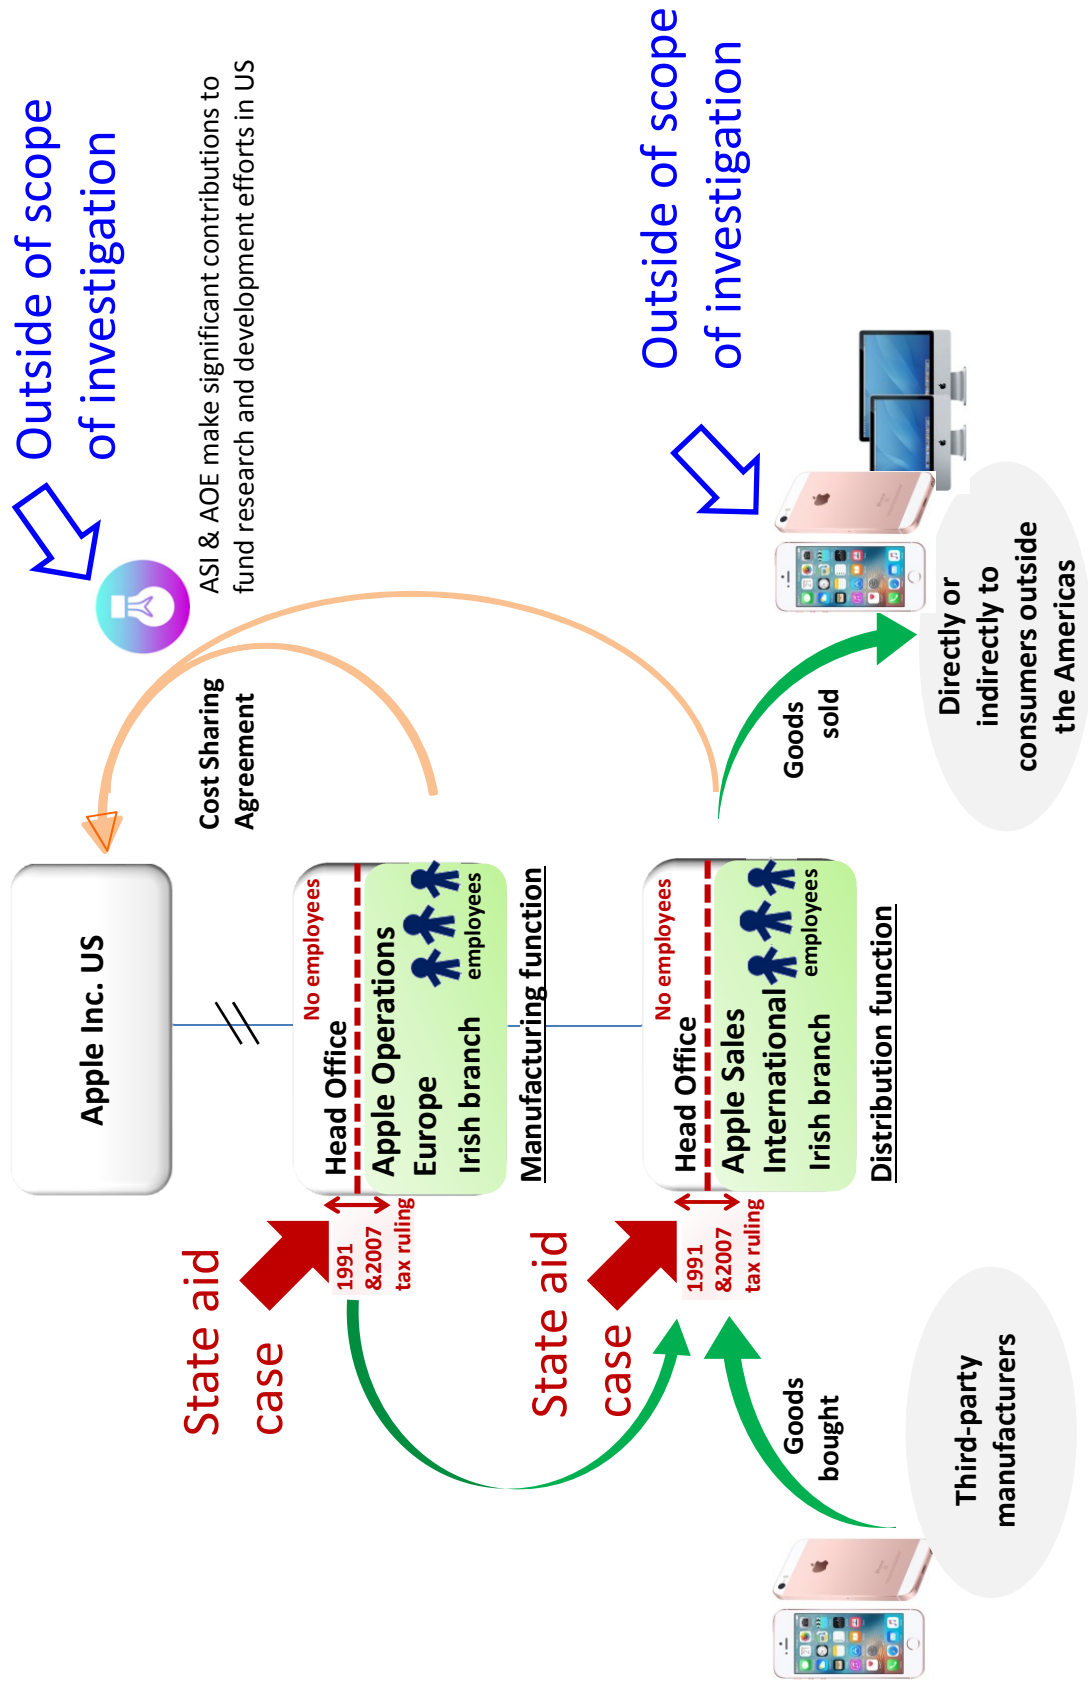 Outside of scope
of investigation
Apple Inc. US
ASI & AOE make significant contributions to
fund research and development efforts in US
Cost Sharing
Agreement
State aid
case
1991
&2007
tax ruling
No employees
Head Office
Apple Operations
Europe
Irish branch
employees
Manufacturing function
State aid
case
1991
&2007
tax ruling
No employees
Head Office
Apple Sales
International
Irish branch
employees
Distribution function
Outside of scope
of investigation
Goods
bought
Goods
sold
Third-party
manufacturers
Directly or
indirectly to
consumers outside
the Americas